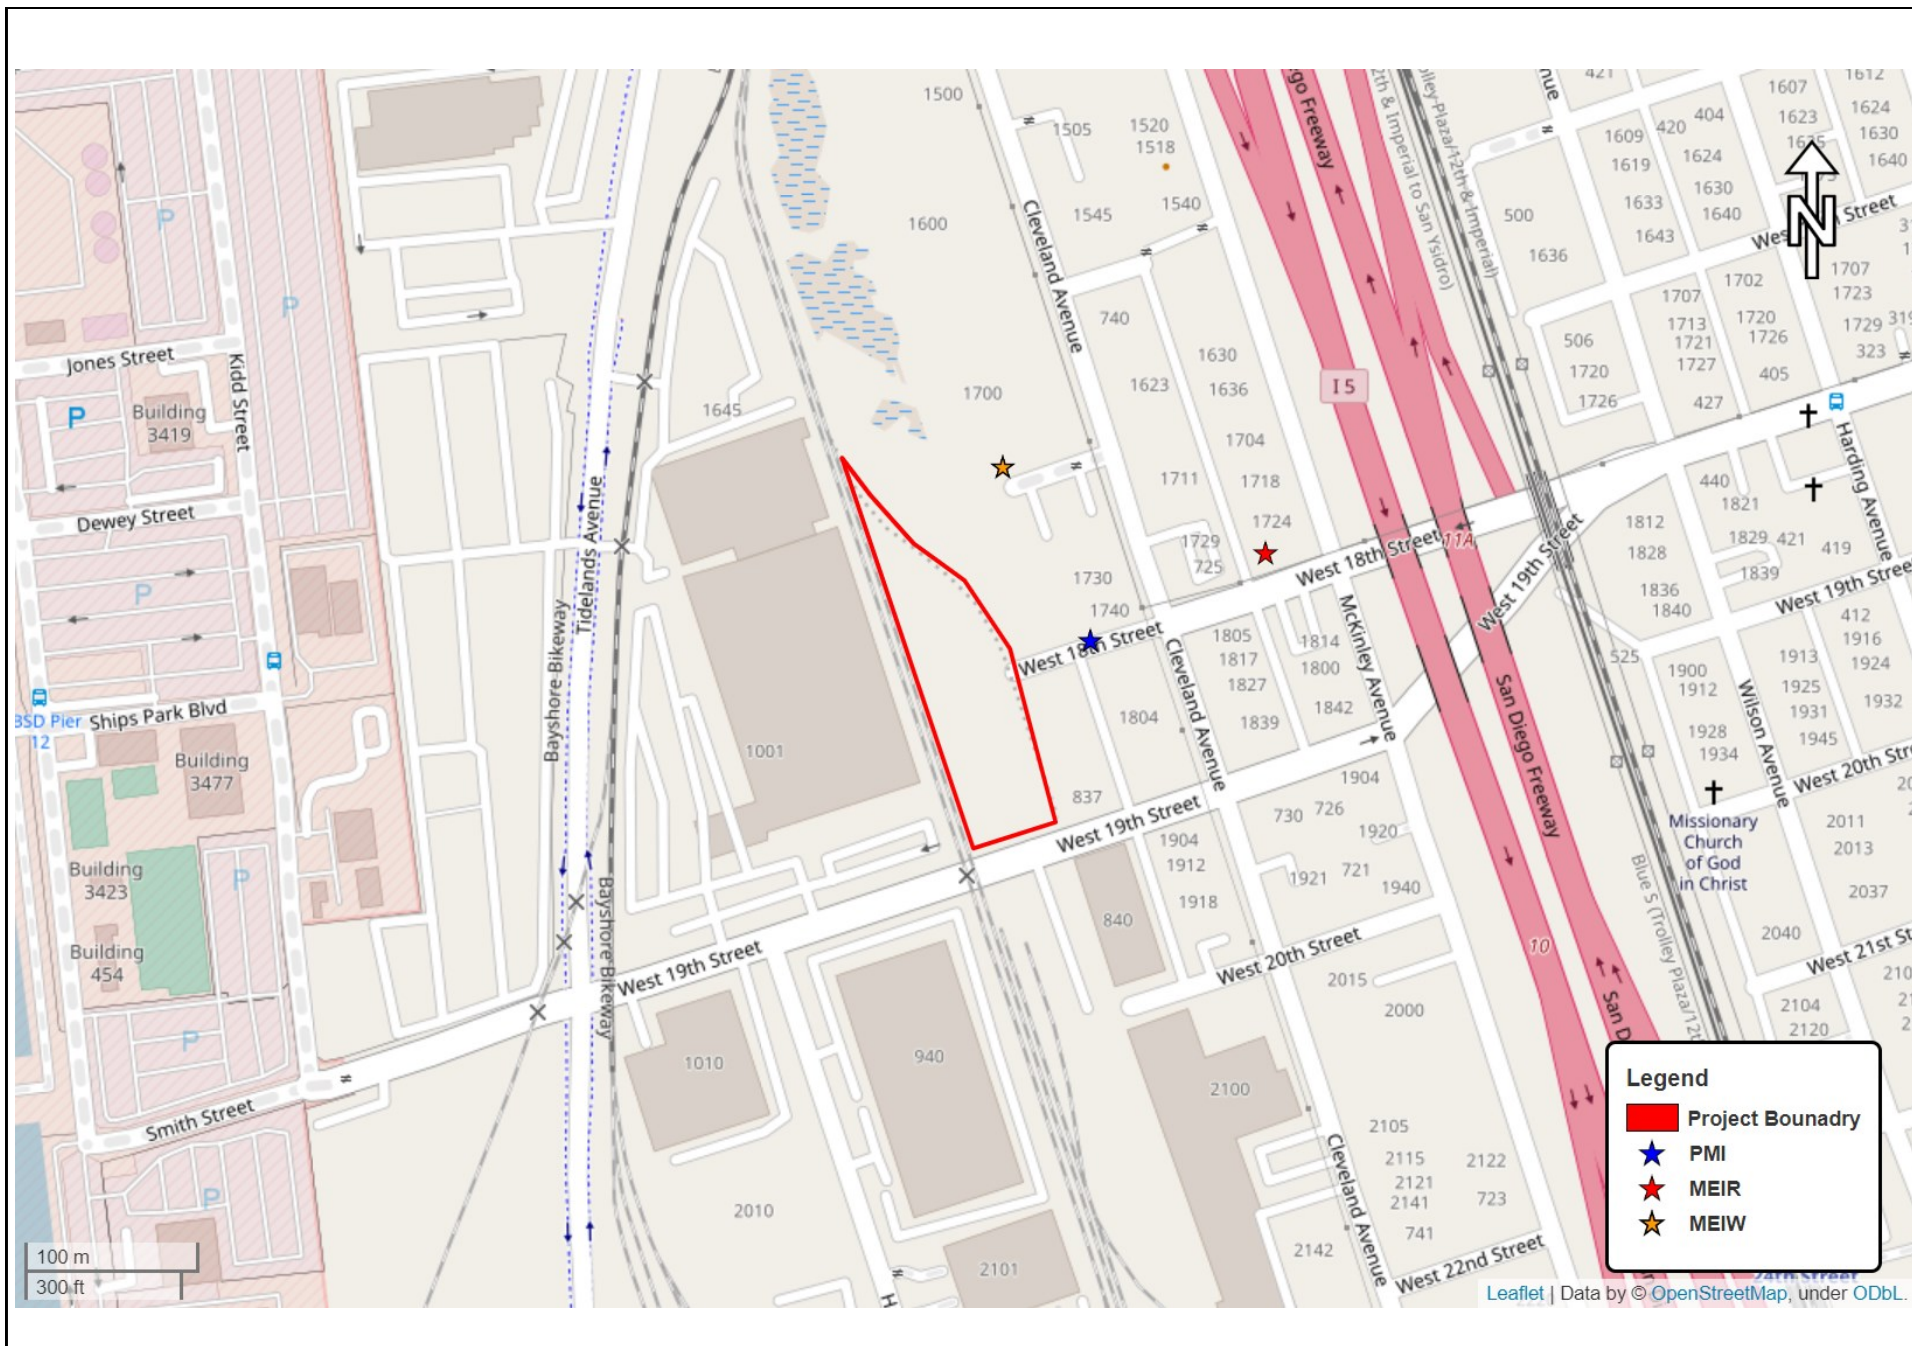 1500
1505
1520
1518
1545
1540
1600
Cleveland Avenue
740
1630
1623
1636
1700
1704
1711
1718
1724
1729
725
1730
1740
Jones Street
Kidd Street
Building
3419
Dewey Street
Ships Park Blvd
Building
3477
Building
3423
Building
454
Smith Street
P
P
P
P
P
P
P
Bayshore Bikeway
Tidelands Avenue
Bayshore Bikeway
1645
1001
West 18th Street
West 18th Street
11A
West 19th Street
I 5
San Diego Freeway
10
421
1607
1612
1623
1624
1609
420
404
1630
1619
1624
1640
1630
1633
1640
1643
500
1636
1702
1707
1707
1723
1713
1720
1729
1721
1726
323
1727
506
1720
405
1726
427
Harding Avenue
440
1821
1812
1829
421
1828
419
1839
1836
1840
West 19th Street
412
1916
1913
1924
525
1900
1912
1925
1931
1932
1928
1945
1934
Wilson Avenue
West 20th
Missionary
Church
of God
in Christ
2011
2013
2037
2040
West 21st
2104
2120
1805
1814
1817
1800
1827
1842
1839
1804
McKinley Avenue
Cleveland Avenue
837
West 19th Street
1904
730
726
1920
1904
1912
1921
721
1940
1918
840
West 20th Street
2015
2000
West 19th Street
1010
940
2100
2010
2101
2105
2115
2122
2121
2141
723
741
2142
Cleveland Avenue
West 22nd Street
N
Legend
Project Bounadry
PMI
MEIR
MEIW
100 m
300 ft
Leaflet | Data by © OpenStreetMap, under ODbL.